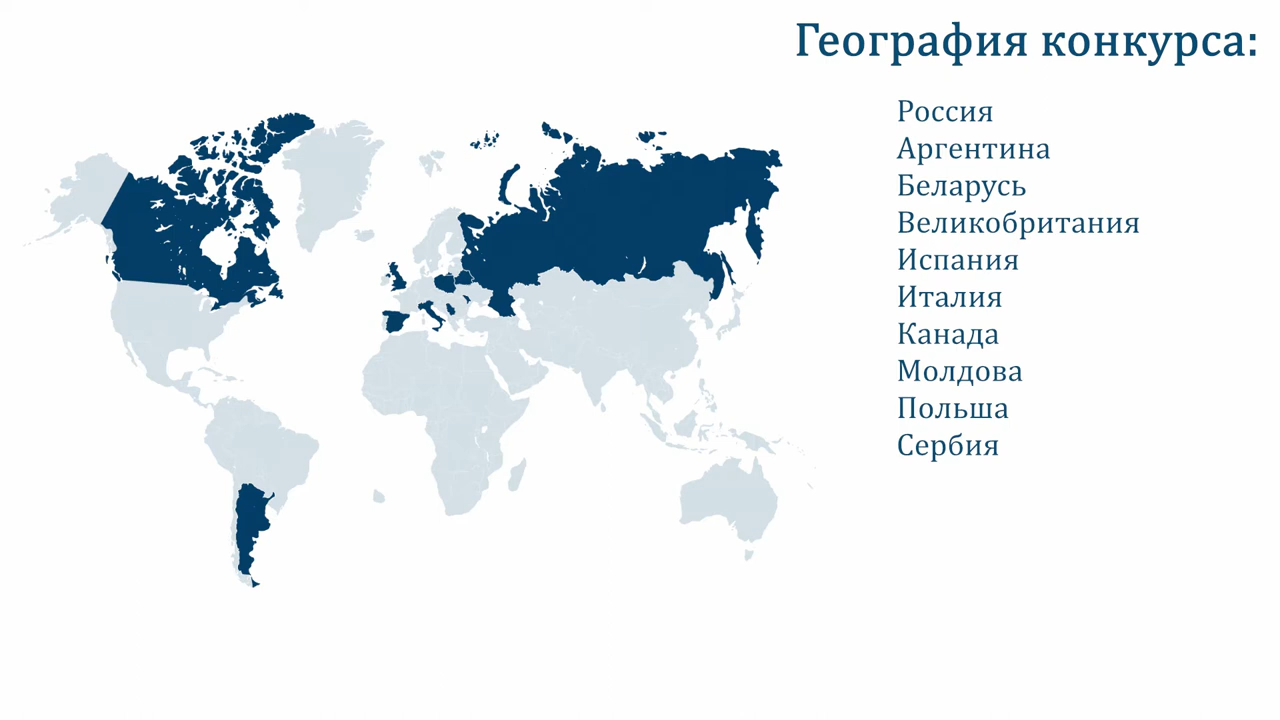 География конкурса:
Россия
Аргентина
Беларусь
Великобритания
Испания
Италия
Канада
Молдова
Польша
Сербия